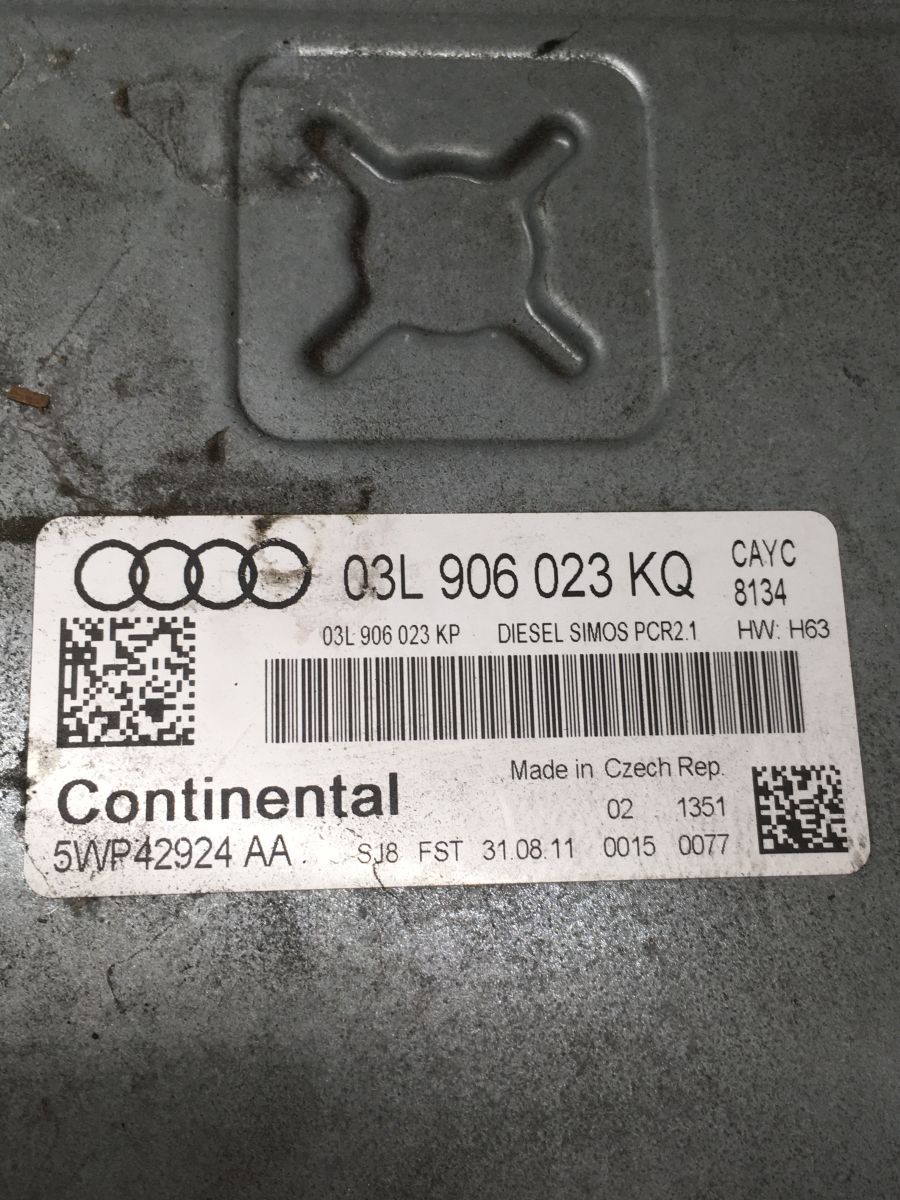 03L 906 023 KQ
CAYC
8134
03L 906 023 KP DIESEL SIMOS PCR2.1 HW: H63
Made in Czech Rep.
Continental
02 1351
5WP42924 AA SJ8 FST 31.08.11 0015 0077